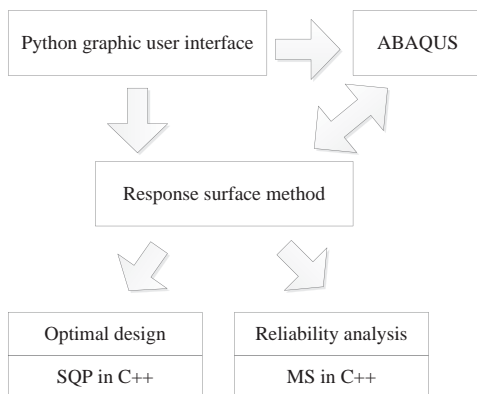 Python graphic user interface
ABAQUS
Response surface method
Optimal design
SQP in C++
Reliability analysis
MS in C++